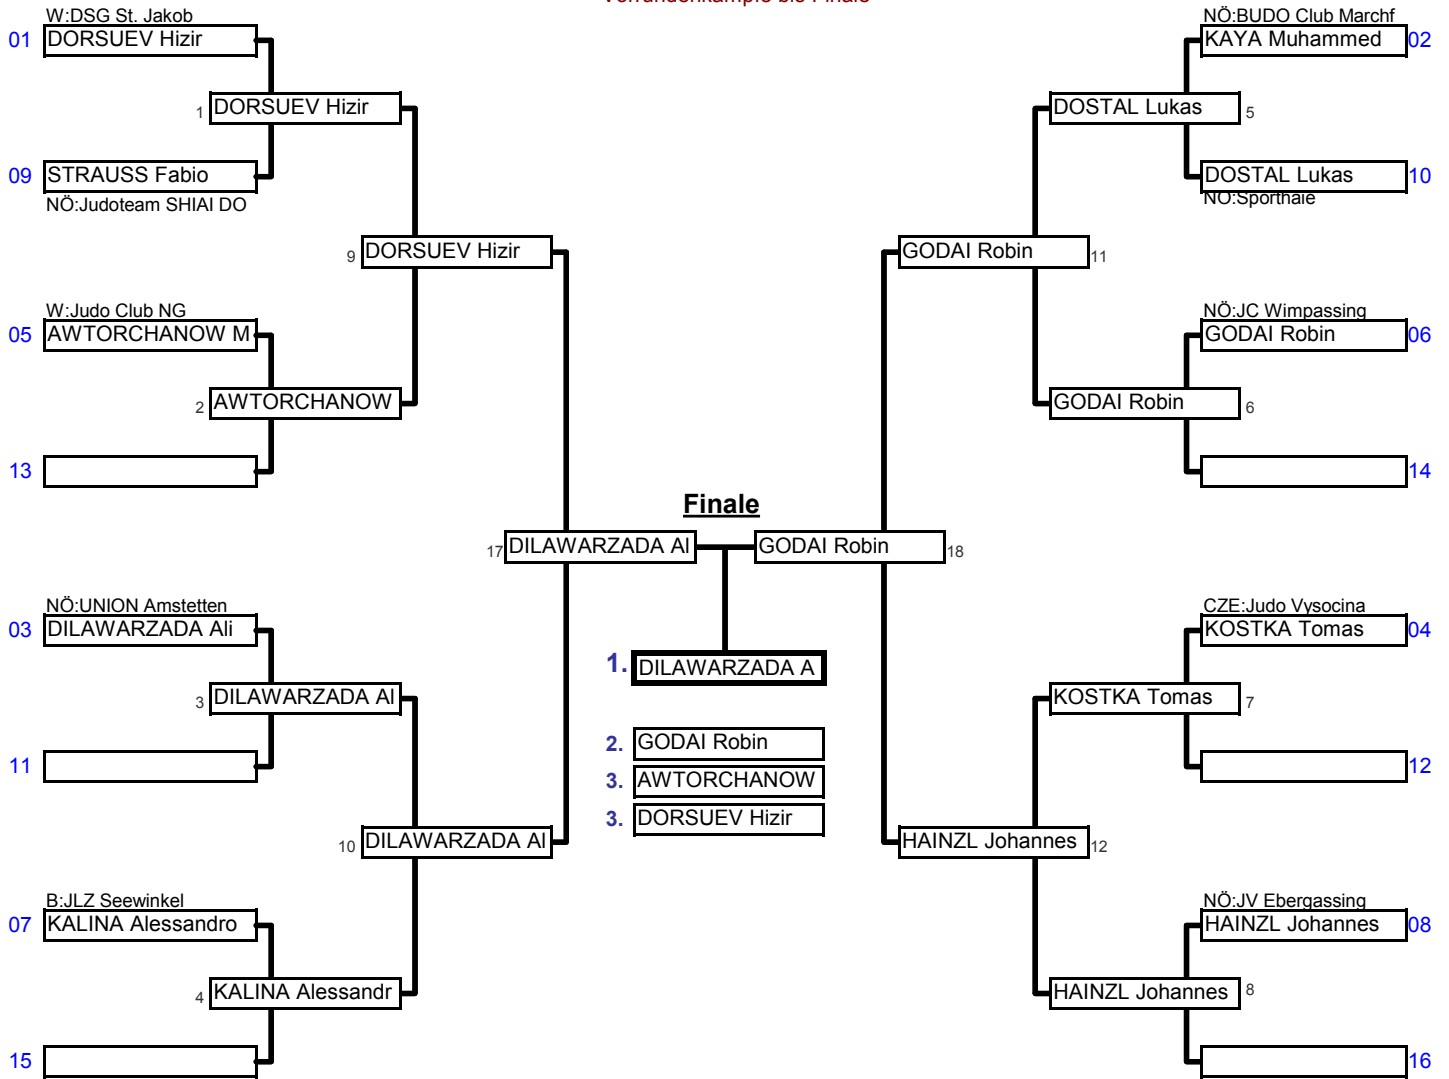 Vorrundenkämpfe bis Finale
W:DSG St. Jakob
01 DORSUEV Hizir
1 DORSUEV Hizir
09 STRAUSS Fabio
NÖ:Judoteam SHIAI DO
9 DORSUEV Hizir
W:Judo Club NG
05 AWTORCHANOW M
2 AWTORCHANOW
13
17 DILAWARZADA Al
NÖ:UNION Amstetten
03 DILAWARZADA Ali
3 DILAWARZADA Al
11
10 DILAWARZADA Al
B:JLZ Seewinkel
07 KALINA Alessandro
4 KALINA Alessandr
15
Finale
1. DILAWARZADA A
2. GODAI Robin
3. AWTORCHANOW
3. DORSUEV Hizir
NÖ:BUDO Club Marchf
KAYA Muhammed 02
DOSTAL Lukas 5
DOSTAL Lukas 10
NÖ:Sporthaie
GODAI Robin 11
NÖ:JC Wimpassing
GODAI Robin 06
GODAI Robin 6
14
GODAI Robin 18
CZE:Judo Vysocina
KOSTKA Tomas 04
KOSTKA Tomas 7
12
HAINZL Johannes 12
NÖ:JV Ebergassing
HAINZL Johannes 08
HAINZL Johannes 8
16